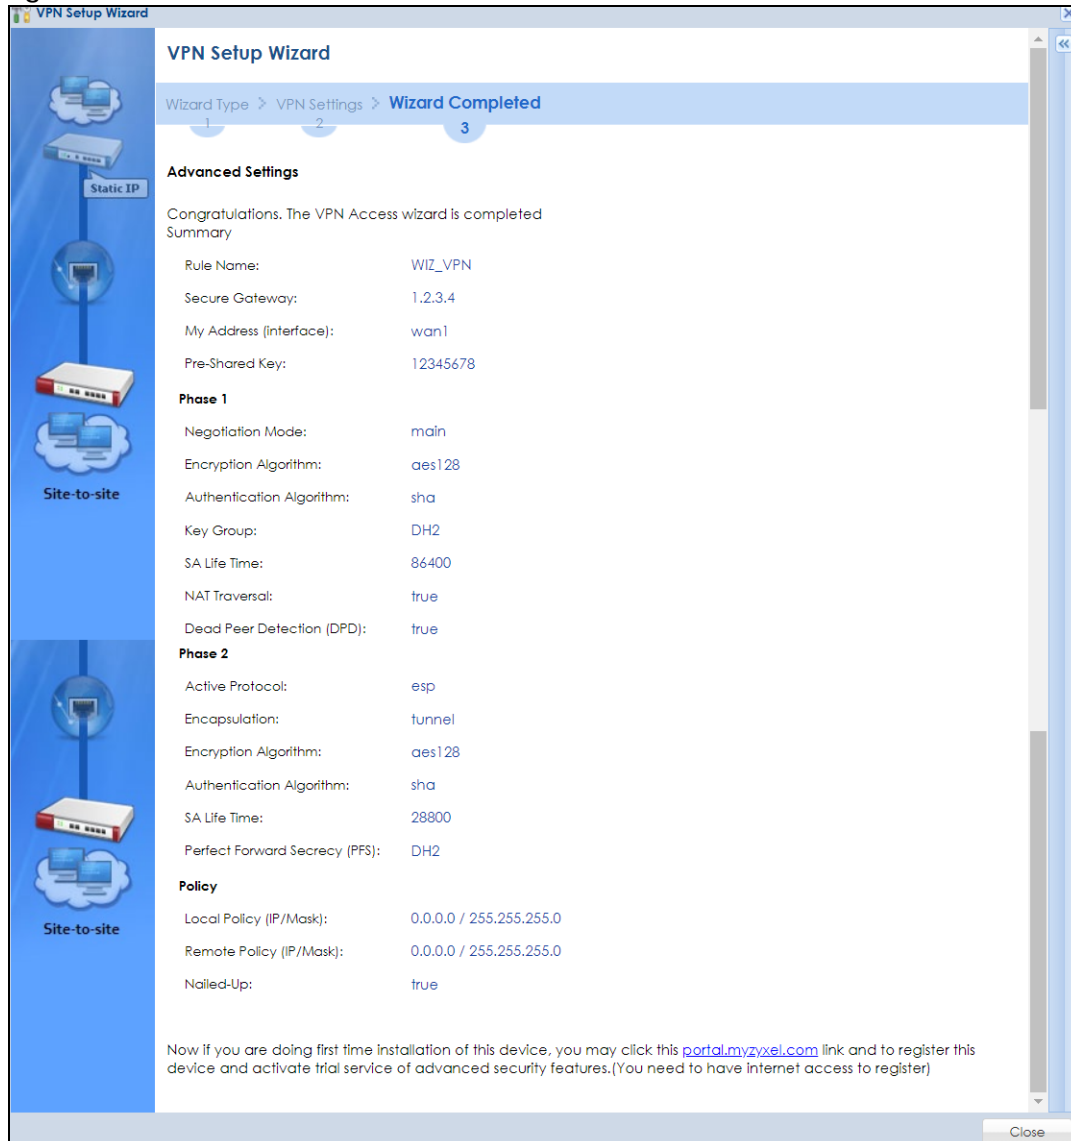 VPN Setup Wizard
VPN Setup Wizard
Wizard Type > VPN Settings > Wizard Completed
1 2 3
Static IP
Advanced Settings
Congratulations. The VPN Access wizard is completed
Summary
Rule Name: WIZ_VPN
Secure Gateway: 1.2.3.4
My Address (interface): wan1
Pre-Shared Key: 12345678
Phase 1
Negotiation Mode: main
Encryption Algorithm: aes128
Site-to-site
Authentication Algorithm: sha
Key Group: DH2
SA Life Time: 86400
NAT Traversal: true
Dead Peer Detection (DPD): true
Phase 2
Active Protocol: esp
Encapsulation: tunnel
Encryption Algorithm: aes128
Authentication Algorithm: sha
SA Life Time: 28800
Perfect Forward Secrecy (PFS): DH2
Policy
Local Policy (IP/Mask): 0.0.0.0 / 255.255.255.0
Site-to-site
Remote Policy (IP/Mask): 0.0.0.0 / 255.255.255.0
Nailed-Up: true
Now if you are doing first time installation of this device, you may click this portal.myzyxel.com link and to register this
device and activate trial service of advanced security features.(You need to have internet access to register)
Close